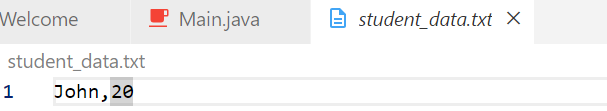 Welcome Main.java student_data.txt
student_data.txt
1 John,20